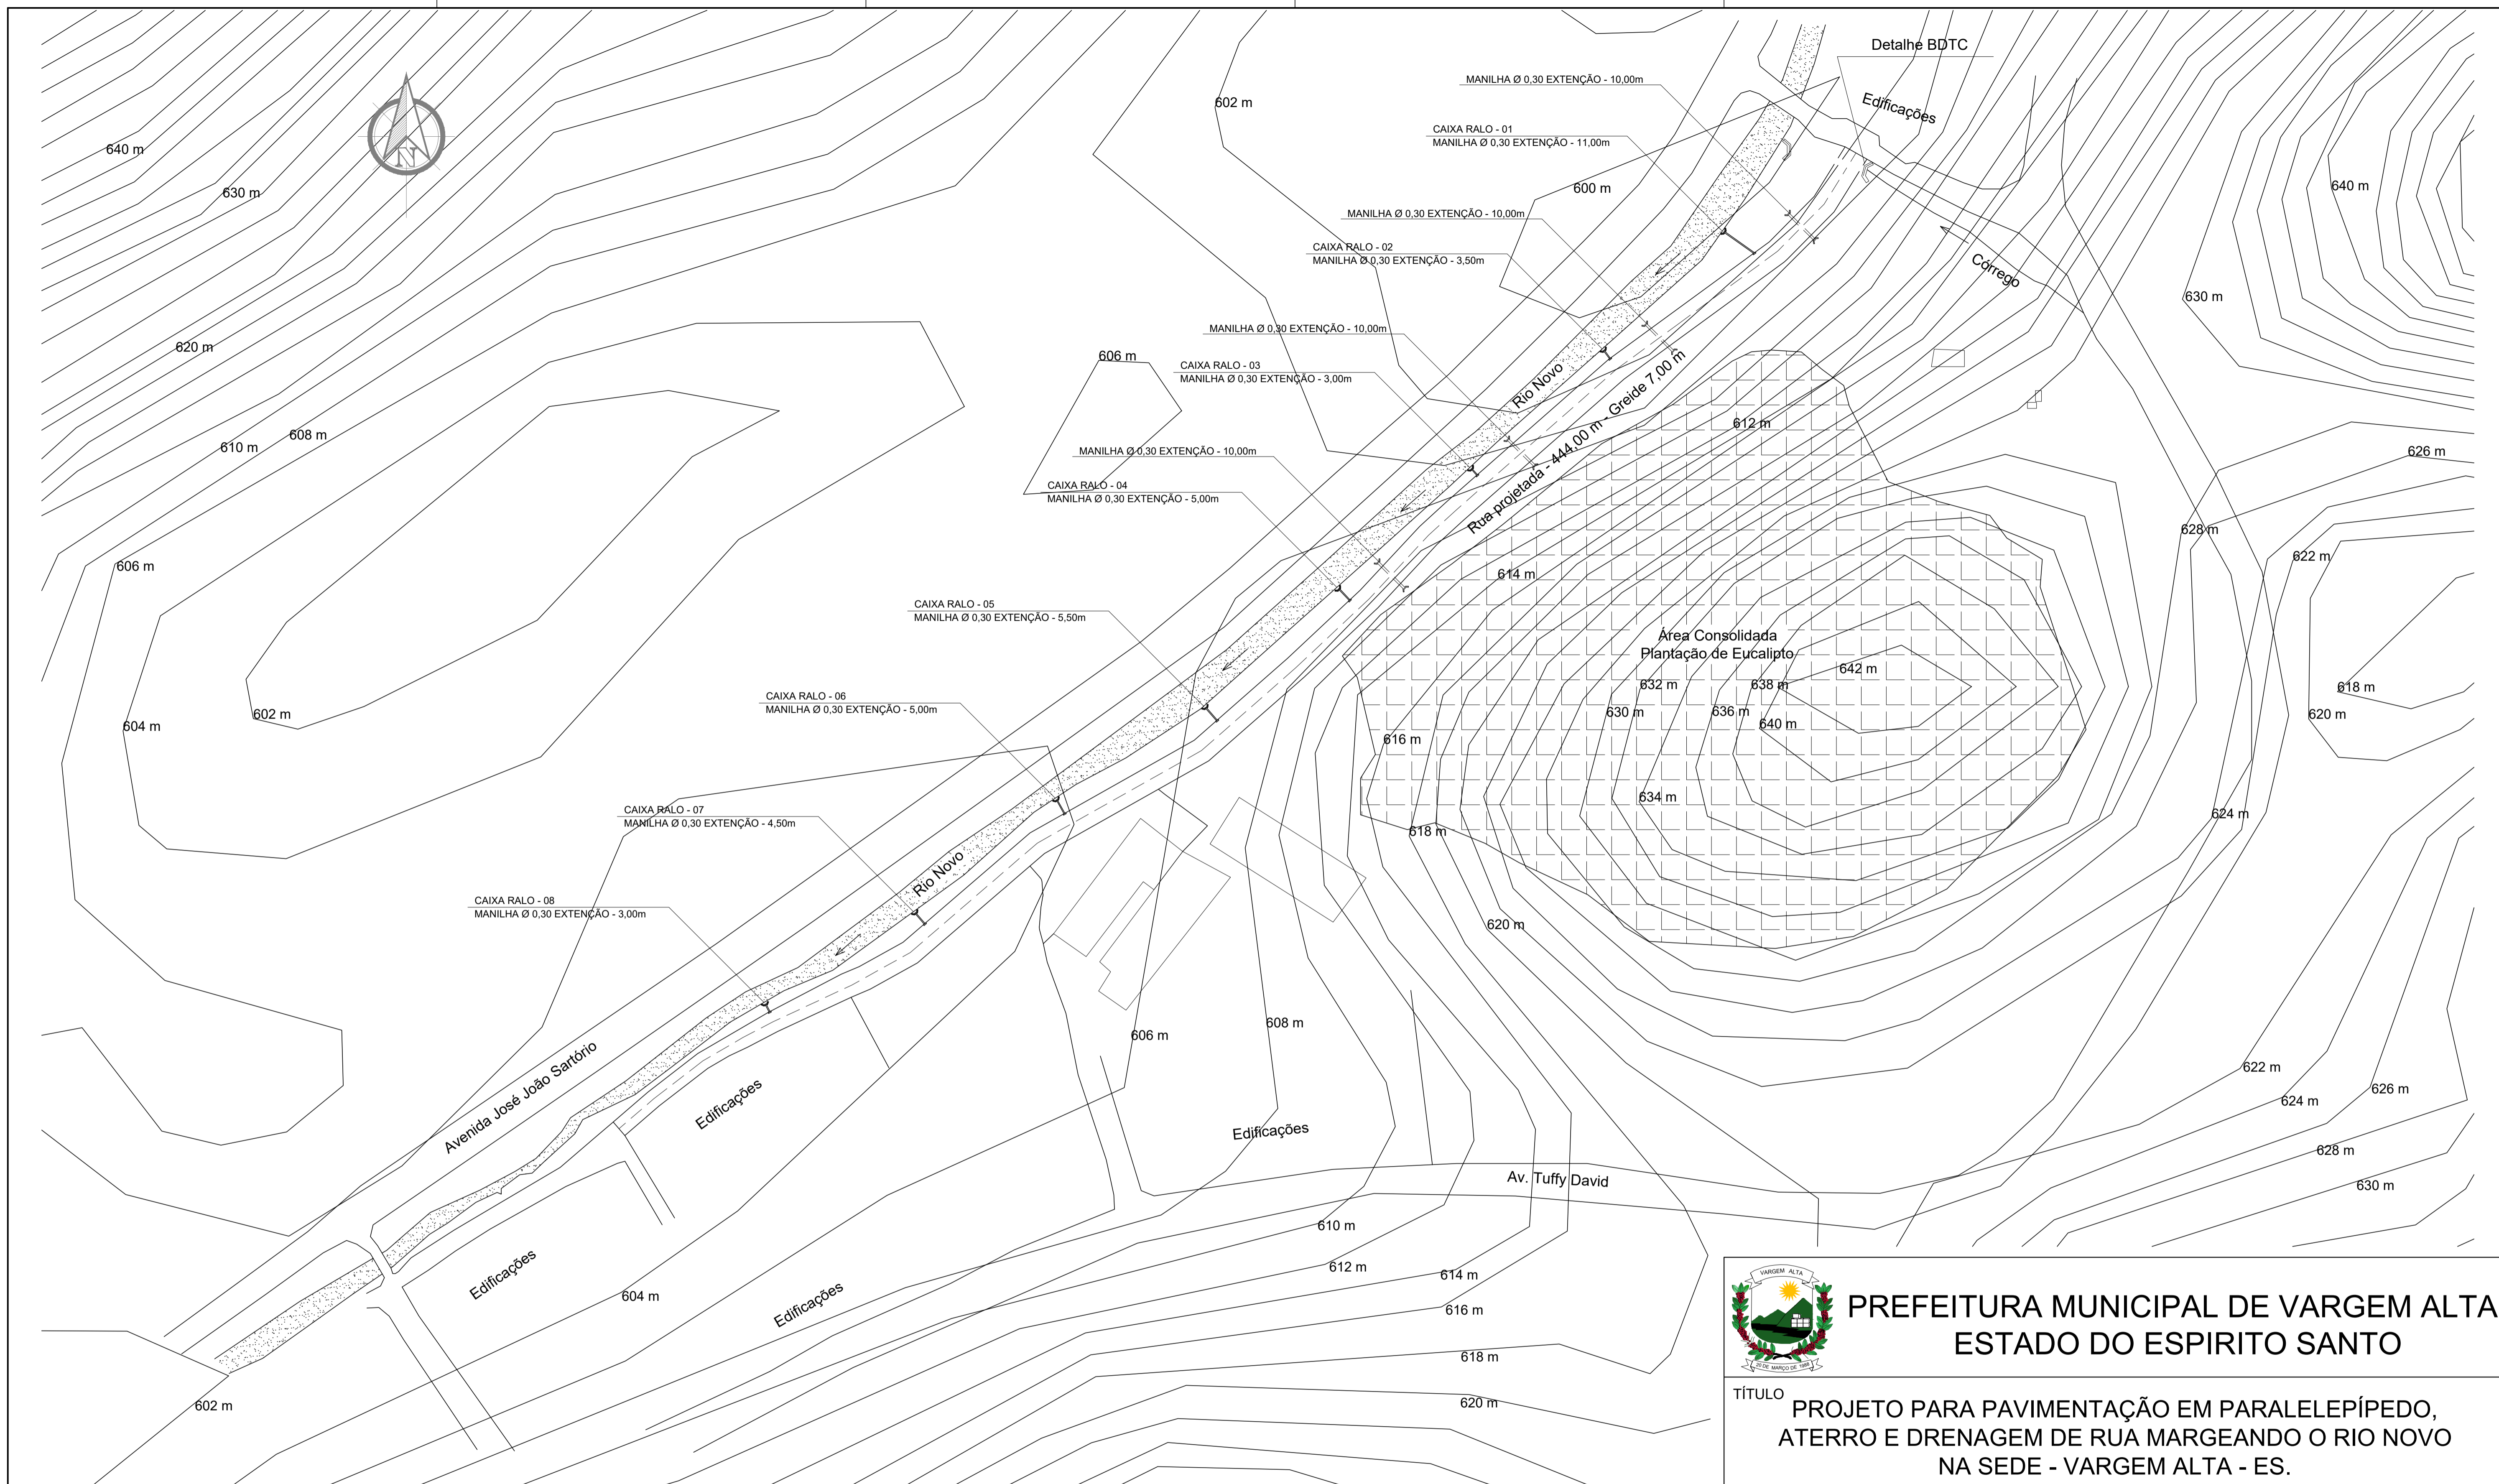 Detalhe BDTC
MANILHA Ø 0,30 EXTENÇÃO - 10,00m
Edificações
602 m
CAIXA RALO - 01
MANILHA Ø 0,30 EXTENÇÃO - 11,00m
640 m
N
630 m
600 m
640 m
MANILHA Ø 0,30 EXTENÇÃO - 10,00m
CAIXA RALO - 02
MANILHA Ø 0,30 EXTENÇÃO - 3,50m
Córrego
630 m
620 m
MANILHA Ø 0,30 EXTENÇÃO - 10,00m
606 m
CAIXA RALO - 03
MANILHA Ø 0,30 EXTENÇÃO - 3,00m
Rio Novo
Rua projetada - 444,00 m - Greide 7,00 m
612 m
608 m
610 m
MANILHA Ø 0,30 EXTENÇÃO - 10,00m
626 m
CAIXA RALO - 04
MANILHA Ø 0,30 EXTENÇÃO - 5,00m
628 m
622 m
606 m
614 m
CAIXA RALO - 05
MANILHA Ø 0,30 EXTENÇÃO - 5,50m
Área Consolidada
Plantação de Eucalipto
642 m
632 m
638 m
618 m
CAIXA RALO - 06
MANILHA Ø 0,30 EXTENÇÃO - 5,00m
630 m
636 m
640 m
620 m
602 m
604 m
616 m
634 m
CAIXA RALO - 07
MANILHA Ø 0,30 EXTENÇÃO - 4,50m
618 m
624 m
Rio Novo
CAIXA RALO - 08
MANILHA Ø 0,30 EXTENÇÃO - 3,00m
620 m
608 m
606 m
Avenida José João Sartório
Edificações
622 m
626 m
624 m
Edificações
628 m
Av. Tuffy David
630 m
610 m
Edificações
612 m
614 m
604 m
Edificações
616 m
618 m
602 m
620 m
VARGEM ALTA
20 DE MARÇO DE 1988
PREFEITURA MUNICIPAL DE VARGEM ALTA
ESTADO DO ESPIRITO SANTO
TÍTULO
PROJETO PARA PAVIMENTAÇÃO EM PARALELEPÍPEDO,
ATERRO E DRENAGEM DE RUA MARGEANDO O RIO NOVO
NA SEDE - VARGEM ALTA - ES.